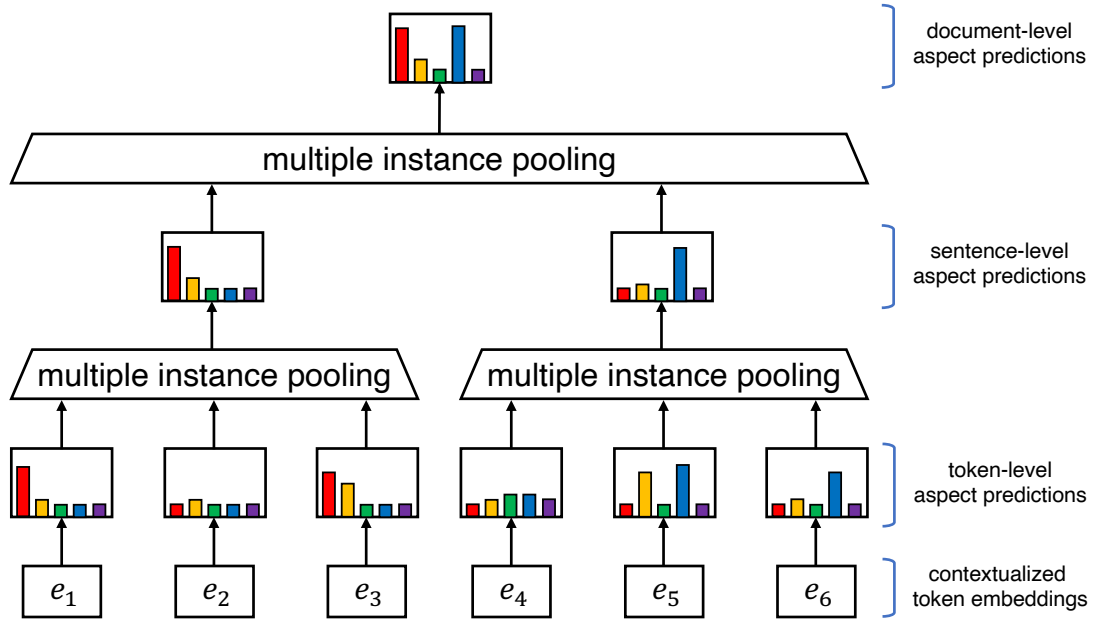 document-level
aspect predictions
multiple instance pooling
sentence-level
aspect predictions
multiple instance pooling
multiple instance pooling
token-level
aspect predictions
e₁
e₂
e₃
e₄
e₅
e₆
contextualized
token embeddings